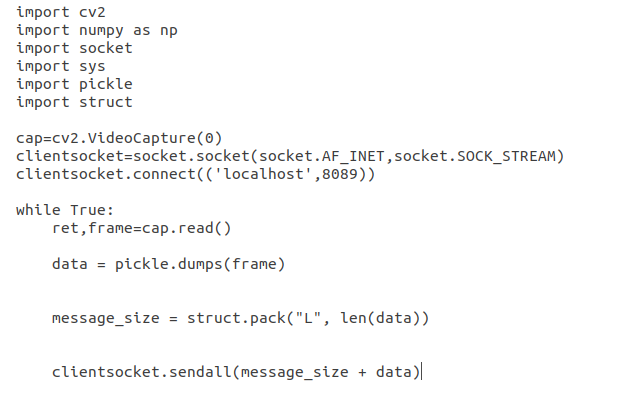 import cv2
import numpy as np
import socket
import sys
import pickle
import struct
cap=cv2.VideoCapture(0)
clientsocket=socket.socket(socket.AF_INET,socket.SOCK_STREAM)
clientsocket.connect(('localhost',8089))
while True:
    ret,frame=cap.read()
    data = pickle.dumps(frame)
    message_size = struct.pack("L", len(data))
    clientsocket.sendall(message_size + data)